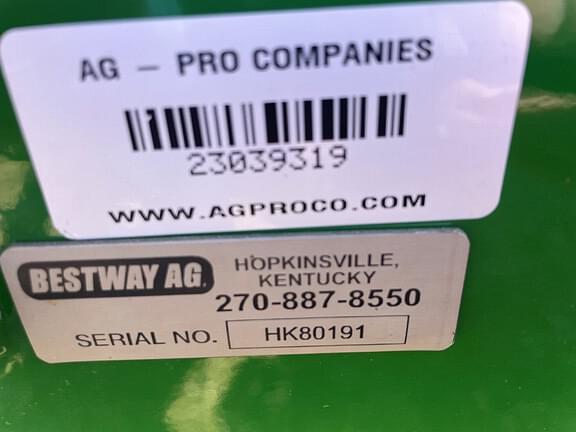 AG - PRO COMPANIES
23039319
WWW.AGPROCO.COM
BESTWAY AG
HOPKINSVILLE,
KENTUCKY
270-887-8550
SERIAL NO. HK80191